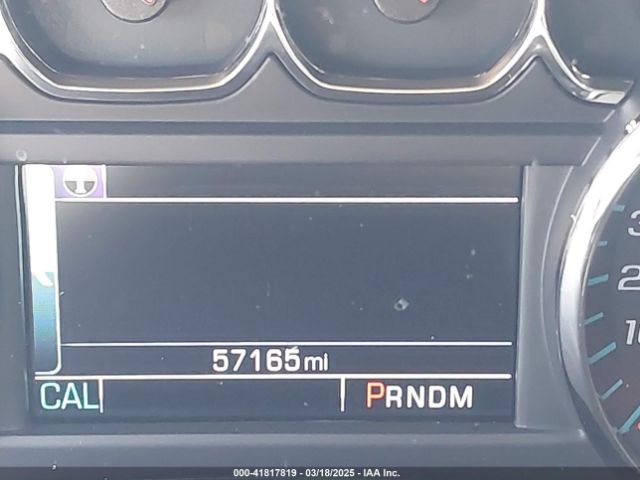 57165mi
CAL PRNDM
000-41817819 - 03/18/2025 - IAA Inc.